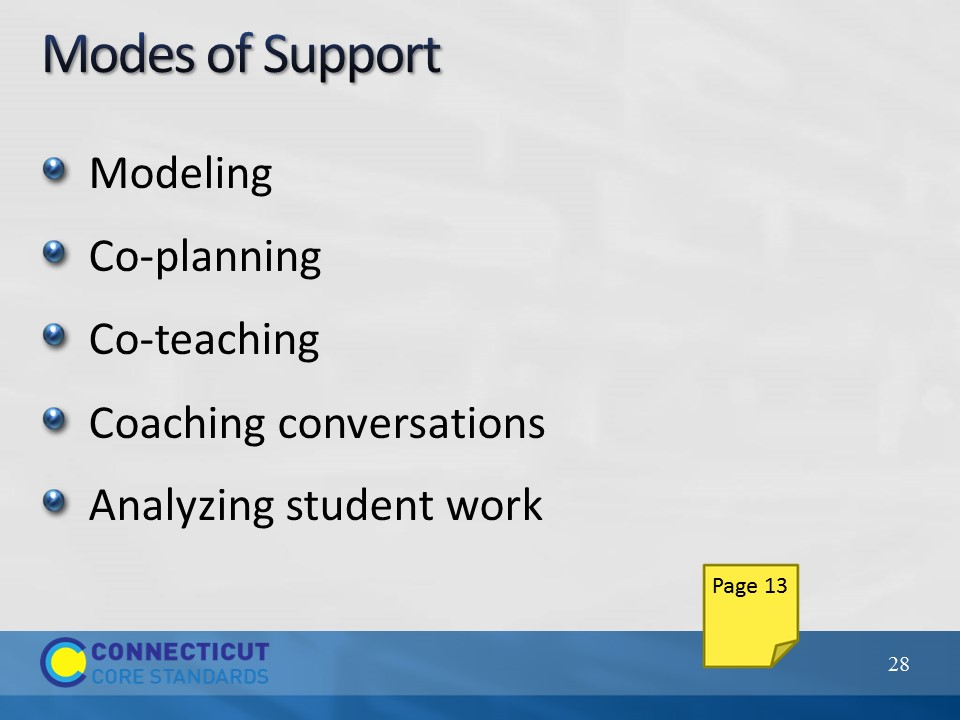 Modes of Support
Modeling
Co-planning
Co-teaching
Coaching conversations
Analyzing student work
Page 13
CONNECTICUT
CORE STANDARDS
28